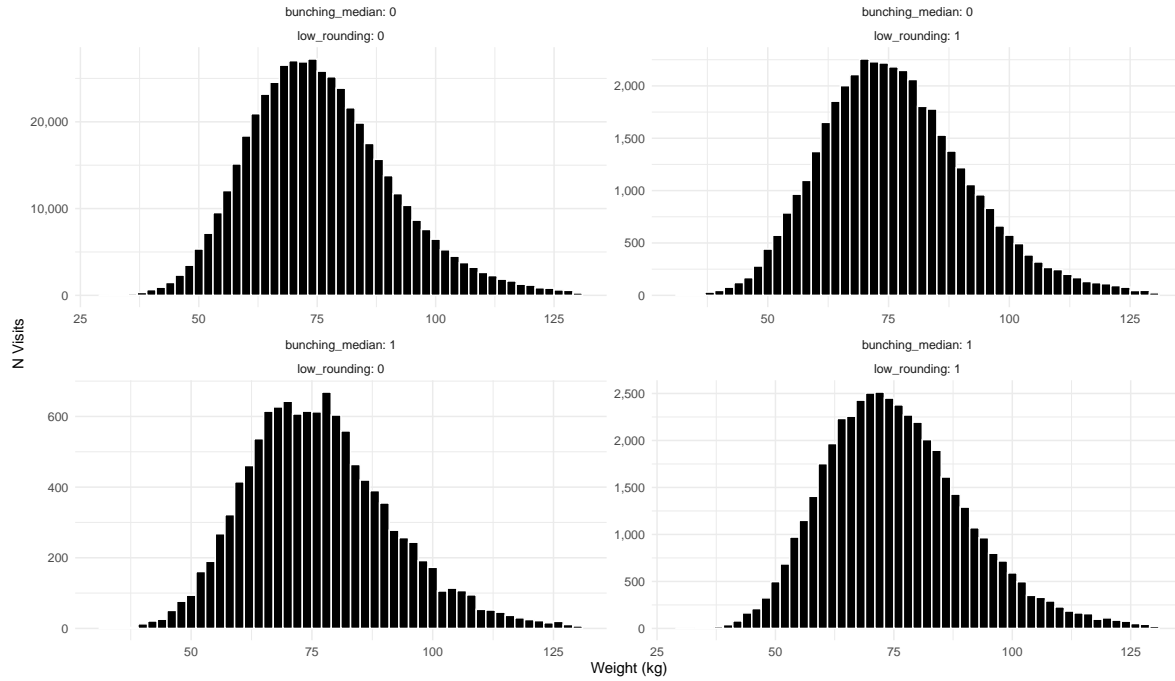 bunching_median: 0
low_rounding: 0
20,000
10,000
0
25 50 75 100 125
bunching_median: 0
low_rounding: 1
2,000
1,500
1,000
500
0
50 75 100 125
bunching_median: 1
low_rounding: 0
600
400
200
0
50 75 100 125
bunching_median: 1
low_rounding: 1
2,500
2,000
1,500
1,000
500
0
25 50 75 100 125
N Visits
Weight (kg)